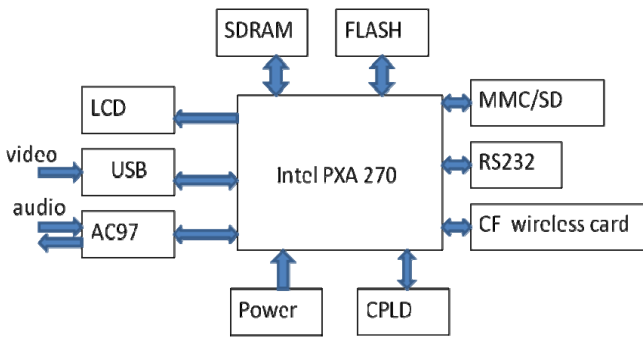 SDRAM
FLASH
LCD
MMC/SD
video
USB
Intel PXA 270
RS232
audio
AC97
CF wireless card
Power
CPLD